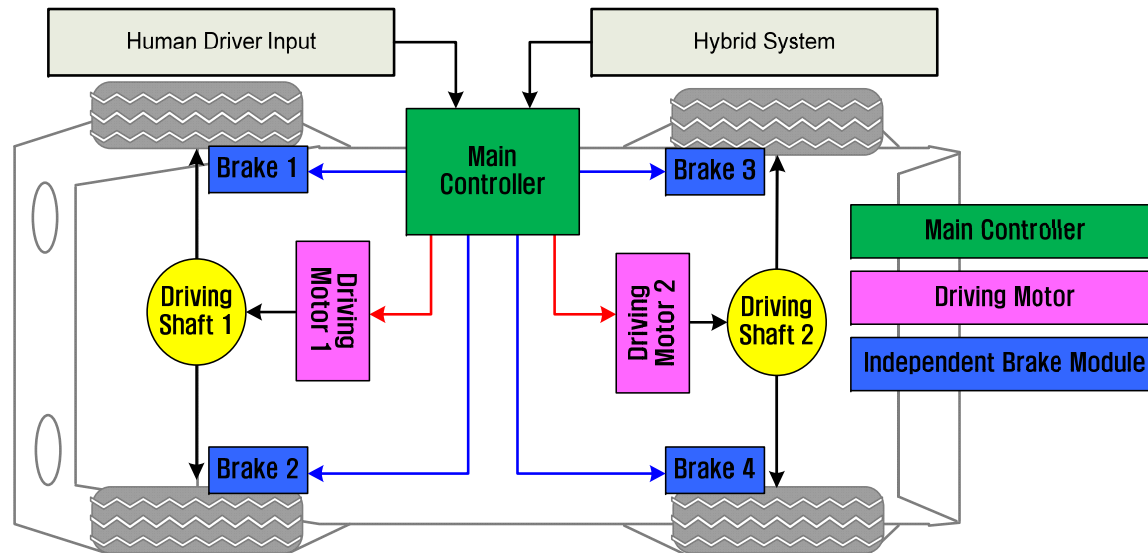 Human Driver Input
Hybrid System
Main
Controller
Brake 1
Brake 3
Driving
Motor 1
Driving
Shaft 1
Driving
Motor 2
Driving
Shaft 2
Brake 2
Brake 4
Main Controller
Driving Motor
Independent Brake Module